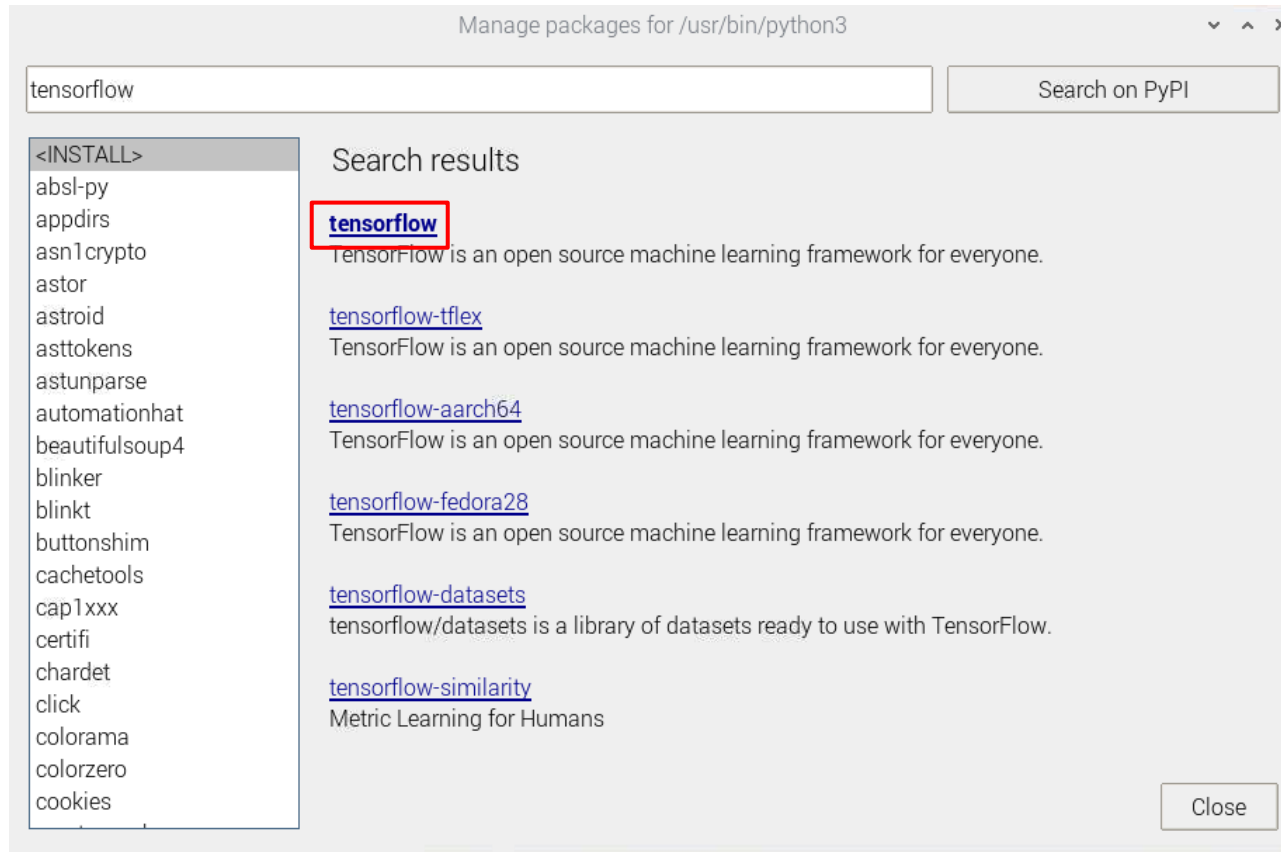 Manage packages for /usr/bin/python3
tensorflow
Search on PyPI
<INSTALL>
absl-py
appdirs
asn1crypto
astor
astroid
asttokens
astunparse
automationhat
beautifulsoup4
blinker
blinkt
buttonshim
cachetools
cap1xxx
certifi
chardet
click
colorama
colorzero
cookies
Search results
tensorflow
TensorFlow is an open source machine learning framework for everyone.
tensorflow-tflex
TensorFlow is an open source machine learning framework for everyone.
tensorflow-aarch64
TensorFlow is an open source machine learning framework for everyone.
tensorflow-fedora28
TensorFlow is an open source machine learning framework for everyone.
tensorflow-datasets
tensorflow/datasets is a library of datasets ready to use with TensorFlow.
tensorflow-similarity
Metric Learning for Humans
Close